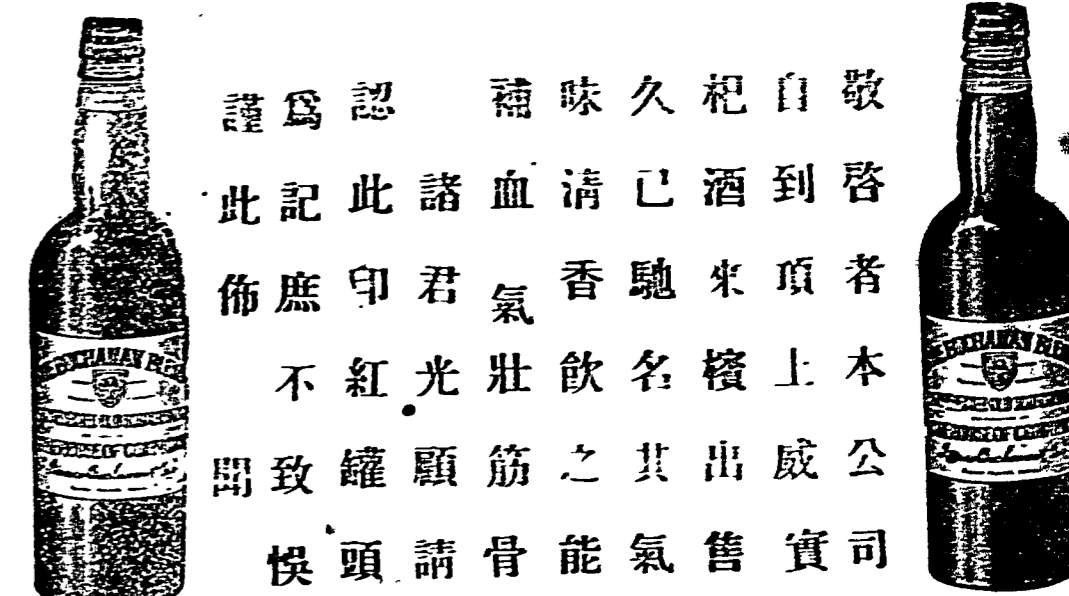 敬啓者本公司
自到頂上威實
杞酒來檳出售
久已馳名其氣
味清香飲之能
補血氣壯筋骨
諸君光顧請
認此印紅罐頭
爲記庶不致悞
謹此佈聞
BUCHANAN
BUCHANAN